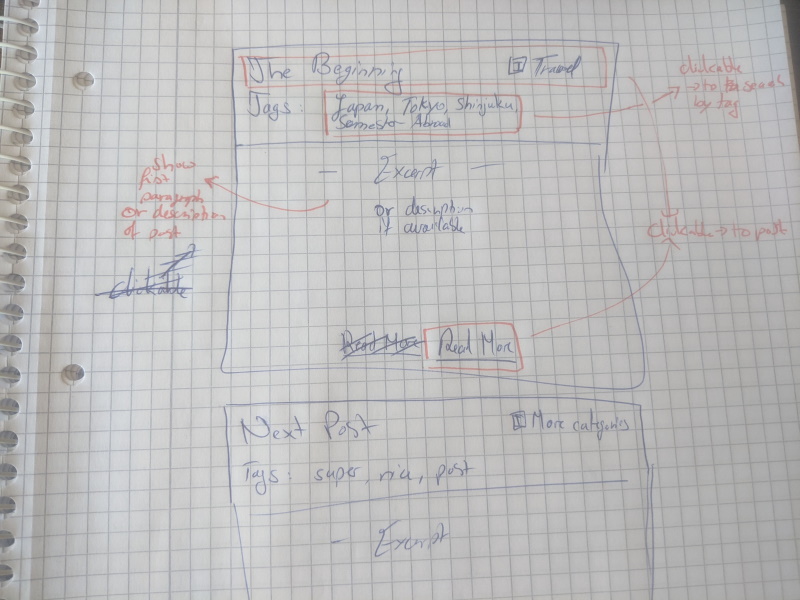 The Beginning
Travel
Tags: Japan, Tokyo, Shinjuku,
Semester Abroad
clickable
→ to search
by tag
- Excerpt -
or description
if available
show
first
paragraph
or description
of post
clickable → to post
clickable
Read More Read More
Next Post
More categories
Tags: super, nice, post
- Excerpt